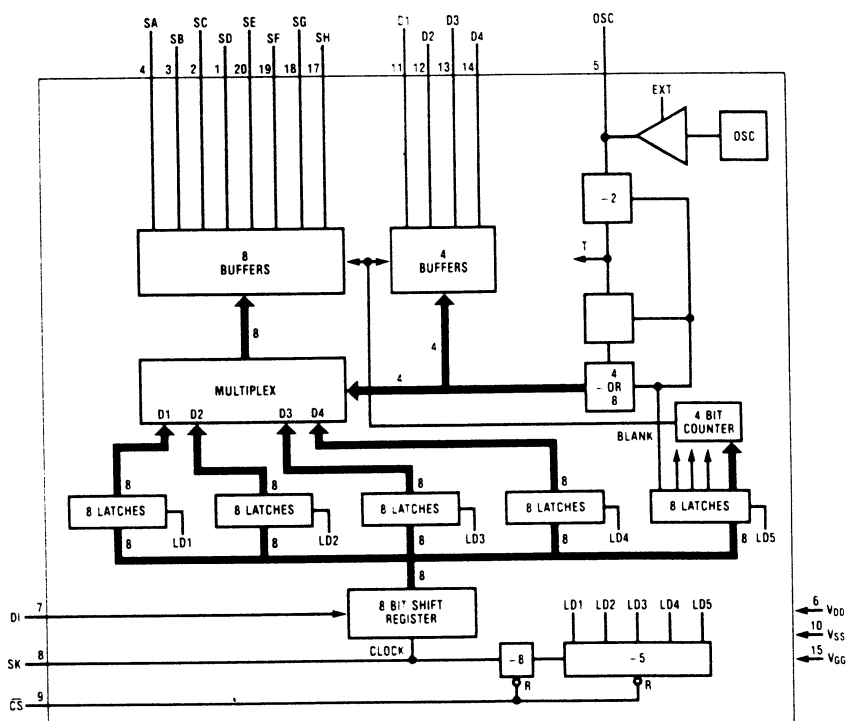 SA SC SE SG D1 D3 OSC
SB SD SF SH D2 D4
4 3 2 1 20 19 18 17 11 12 13 14 5
EXT
OSC
- 2
8
BUFFERS
4
BUFFERS
T
8
4
MULTIPLEX
4
4
- OR
8
D1 D2 D3 D4
4 BIT
COUNTER
BLANK
8 8 8 8
8 LATCHES 8 LATCHES 8 LATCHES 8 LATCHES 8 LATCHES
8 LD1 8 LD2 8 LD3 8 LD4 8 LD5
8
DI 7
8 BIT SHIFT
REGISTER
LD1 LD2 LD3 LD4 LD5
6 VDD
10 VSS
15 VGG
CLOCK
SK 8
- 8
- 5
R R
C̅S̅ 9